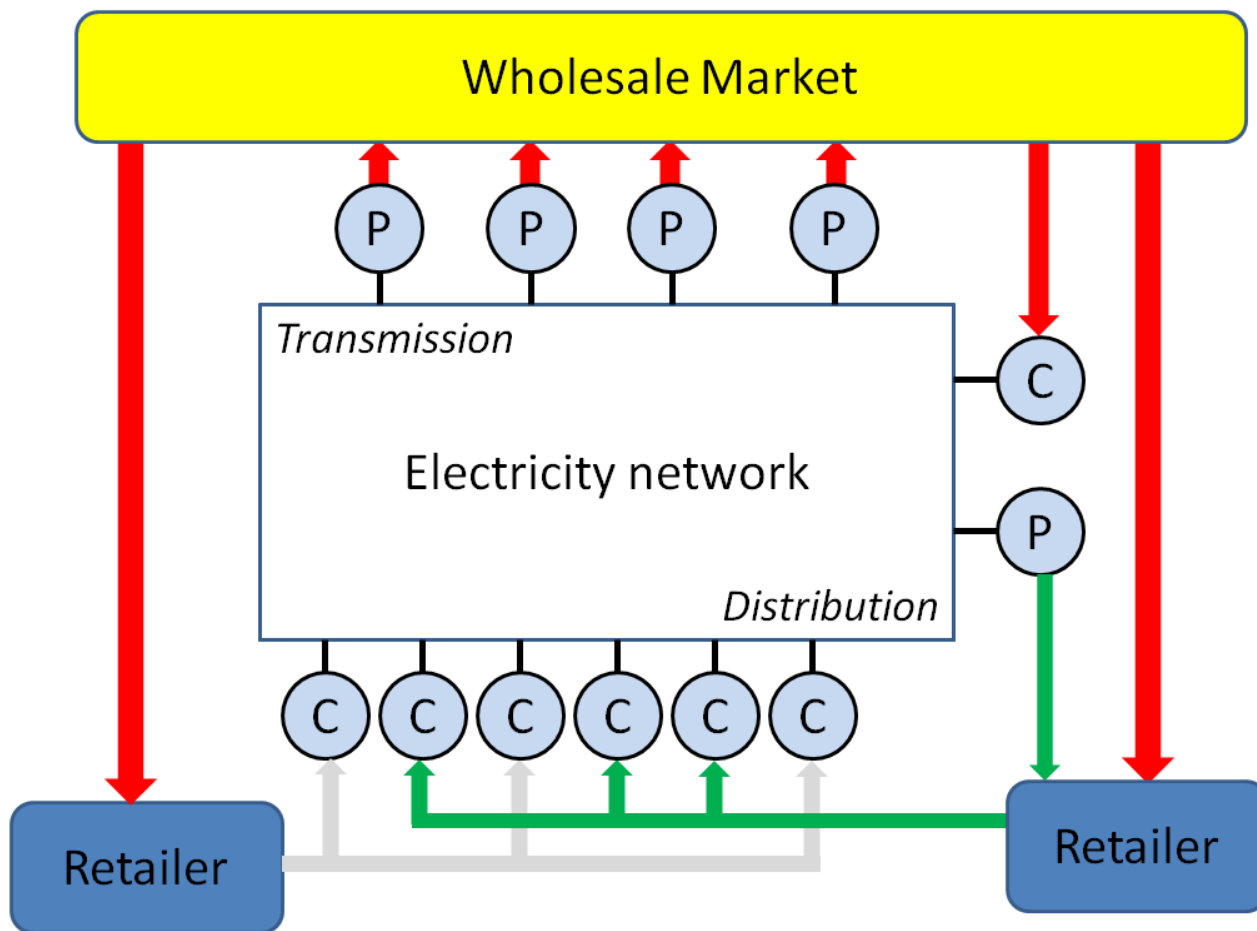 Wholesale Market
P P P P
Transmission
C
Electricity network
P
Distribution
C C C C C C
Retailer
Retailer